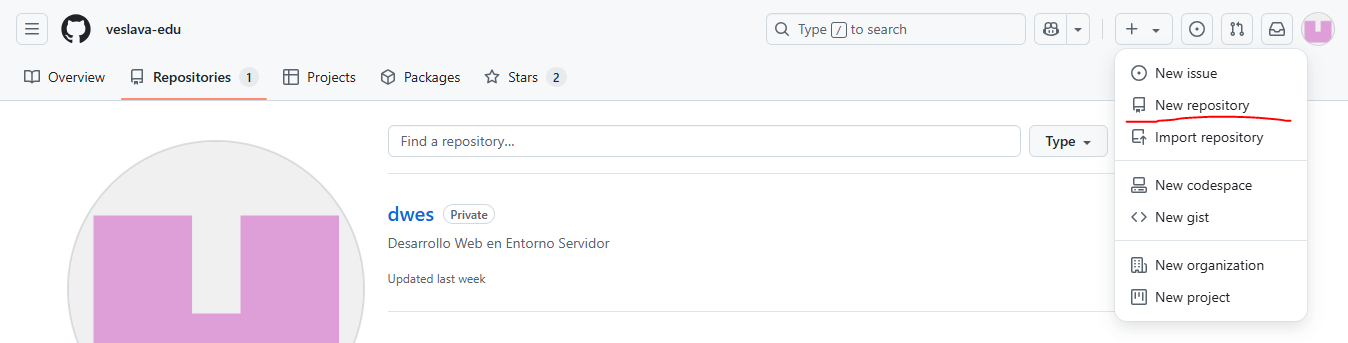 veslava-edu
Type / to search
Overview
Repositories 1
Projects
Packages
Stars 2
New issue
New repository
Import repository
New codespace
New gist
New organization
New project
Find a repository...
Type
dwes Private
Desarrollo Web en Entorno Servidor
Updated last week